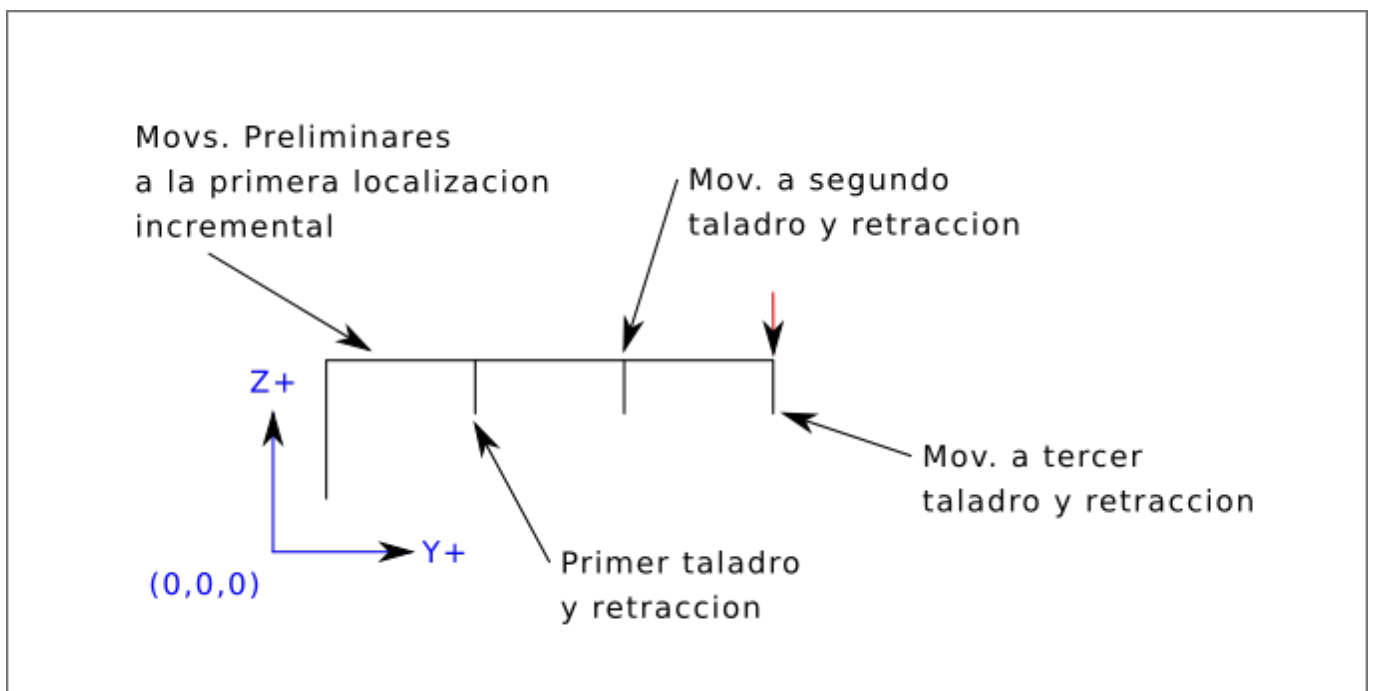 Movs. Preliminares
a la primera localizacion
incremental
Mov. a segundo
taladro y retraccion
Z+
Y+
(0,0,0)
Mov. a tercer
taladro y retraccion
Primer taladro
y retraccion